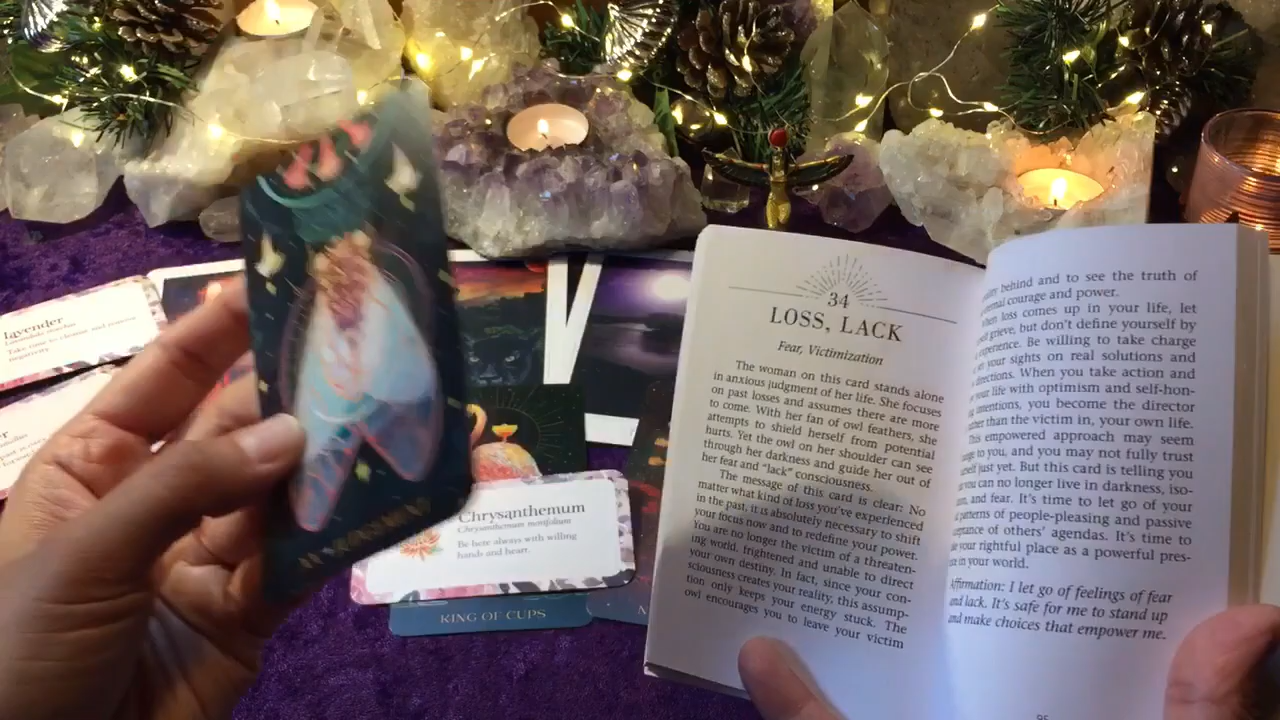 lavender
Lavandula stoechas
Take time to cleanse and remove
negativity.
Chrysanthemum
Chrysanthemum morifolium
Be here always with willing
hands and heart.
KING OF CUPS
34
LOSS, LACK
Fear, Victimization
The woman on this card stands alone
in anxious judgment of her life. She focuses
on past losses and assumes there are more
to come. With her fan of owl feathers, she
attempts to shield herself from potential
hurts. Yet the owl on her shoulder can see
through her darkness and guide her out of
her fear and "lack" consciousness.
The message of this card is clear: No
matter what kind of loss you've experienced
in the past, it is absolutely necessary to shift
your focus now and to redefine your power.
You are no longer the victim of a threaten-
ing world, frightened and unable to direct
your own destiny. In fact, since your con-
sciousness creates your reality, this assump-
tion only keeps your energy stuck. The
owl encourages you to leave your victim
behind and to see the truth of
courage and power.
loss comes up in your life, let
grieve, but don't define yourself by
experience. Be willing to take charge
your sights on real solutions and
directions. When you take action and
your life with optimism and self-hon-
intentions, you become the director
than the victim in, your own life.
This empowered approach may seem
to you, and you may not fully trust
just yet. But this card is telling you
you can no longer live in darkness, iso-
and fear. It's time to let go of your
patterns of people-pleasing and passive
of others' agendas. It's time to
your rightful place as a powerful pres-
in your world.
Affirmation: I let go of feelings of fear
and lack. It's safe for me to stand up
and make choices that empower me.
95